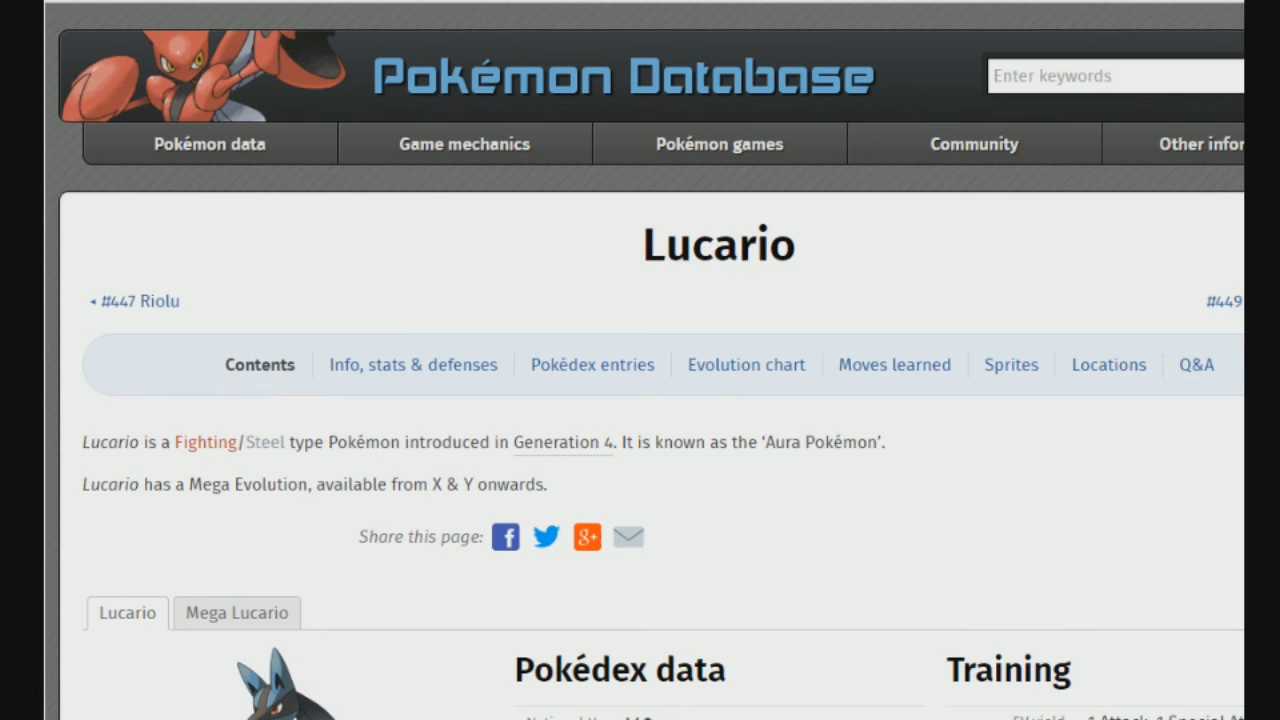 Pokémon Database
Enter keywords
Pokémon data
Game mechanics
Pokémon games
Community
Other infor
Lucario
◂ #447 Riolu
#449
Contents
Info, stats & defenses
Pokédex entries
Evolution chart
Moves learned
Sprites
Locations
Q&A
Lucario is a Fighting/Steel type Pokémon introduced in Generation 4. It is known as the 'Aura Pokémon'.
Lucario has a Mega Evolution, available from X & Y onwards.
Share this page:
Lucario
Mega Lucario
Pokédex data
Training